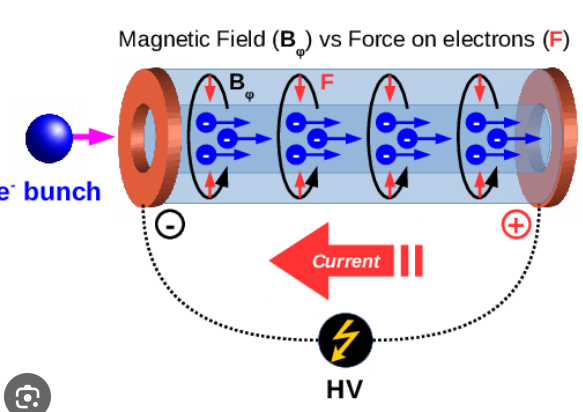 Magnetic Field (Bφ) vs Force on electrons (F)
Bφ F
e- bunch
- - - -
- - - -
- - - -
- +
Current
HV